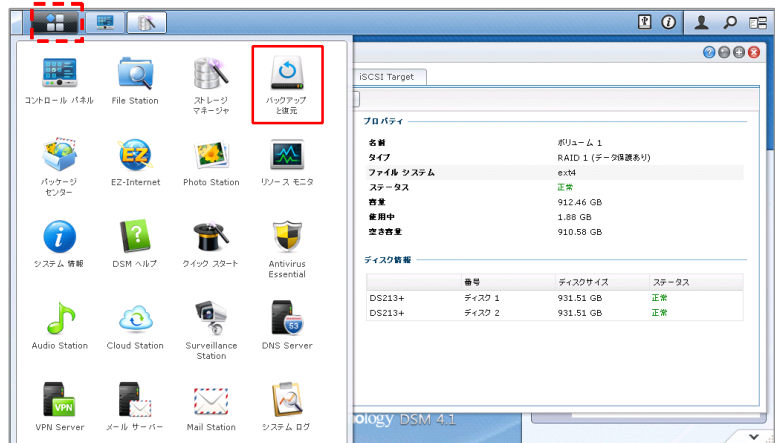 コントロール パネル
File Station
ストレージ
マネージャ
バックアップ
と復元
パッケージ
センター
EZ
EZ-Internet
Photo Station
リソース モニタ
システム 情報
DSM ヘルプ
クイック スタート
Antivirus
Essential
Audio Station
Cloud Station
Surveillance
Station
53
DNS Server
VPN
VPN Server
メール サーバー
Mail Station
システム ログ
iSCSI Target
プロパティ
名前 ボリューム 1
タイプ RAID 1 (データ保護あり)
ファイル システム ext4
ステータス 正常
容量 912.46 GB
使用中 1.88 GB
空き容量 910.58 GB
ディスク情報
番号 ディスクサイズ ステータス
DS213+ ディスク 1 931.51 GB 正常
DS213+ ディスク 2 931.51 GB 正常
ology DSM 4.1